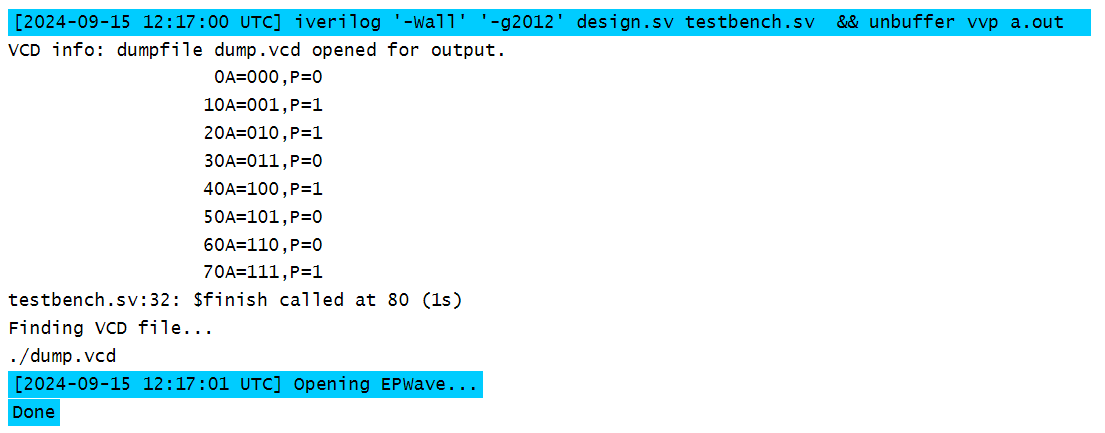 [2024-09-15 12:17:00 UTC] iverilog '-Wall' '-g2012' design.sv testbench.sv  && unbuffer vvp a.out
VCD info: dumpfile dump.vcd opened for output.
                   0A=000,P=0
                  10A=001,P=1
                  20A=010,P=1
                  30A=011,P=0
                  40A=100,P=1
                  50A=101,P=0
                  60A=110,P=0
                  70A=111,P=1
testbench.sv:32: $finish called at 80 (1s)
Finding VCD file...
./dump.vcd
[2024-09-15 12:17:01 UTC] Opening EPWave...
Done